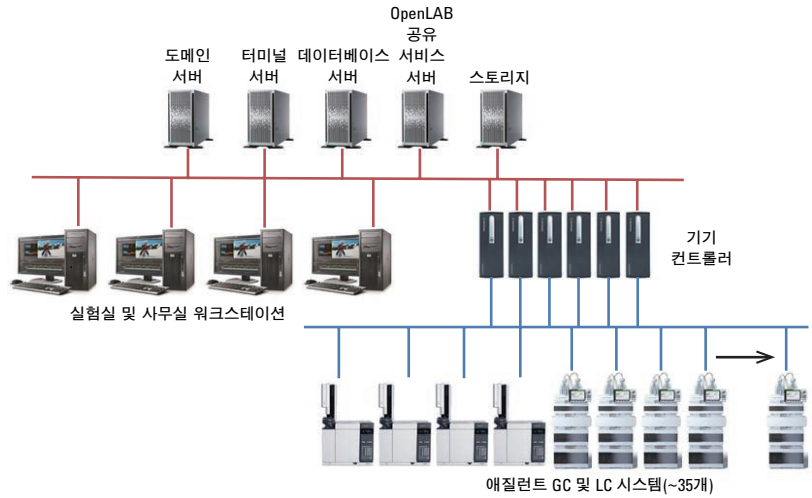 도메인
서버
터미널
서버
데이터베이스
서버
OpenLAB
공유
서비스
서버
스토리지
기기
컨트롤러
실험실 및 사무실 워크스테이션
애질런트 GC 및 LC 시스템(~35개)